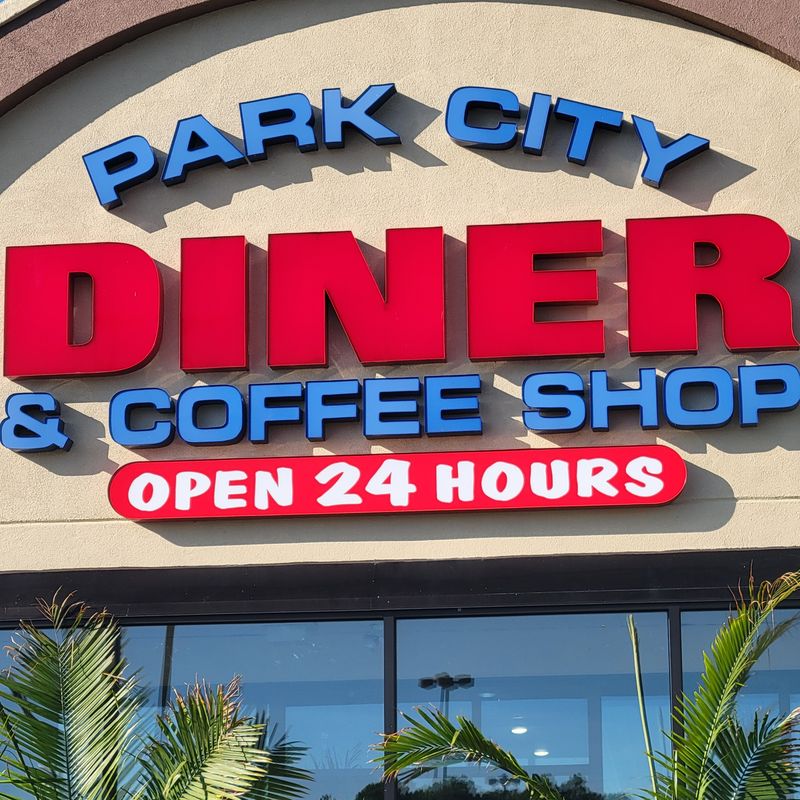 PARK CITY
DINER
& COFFEE SHOP
OPEN 24 HOURS